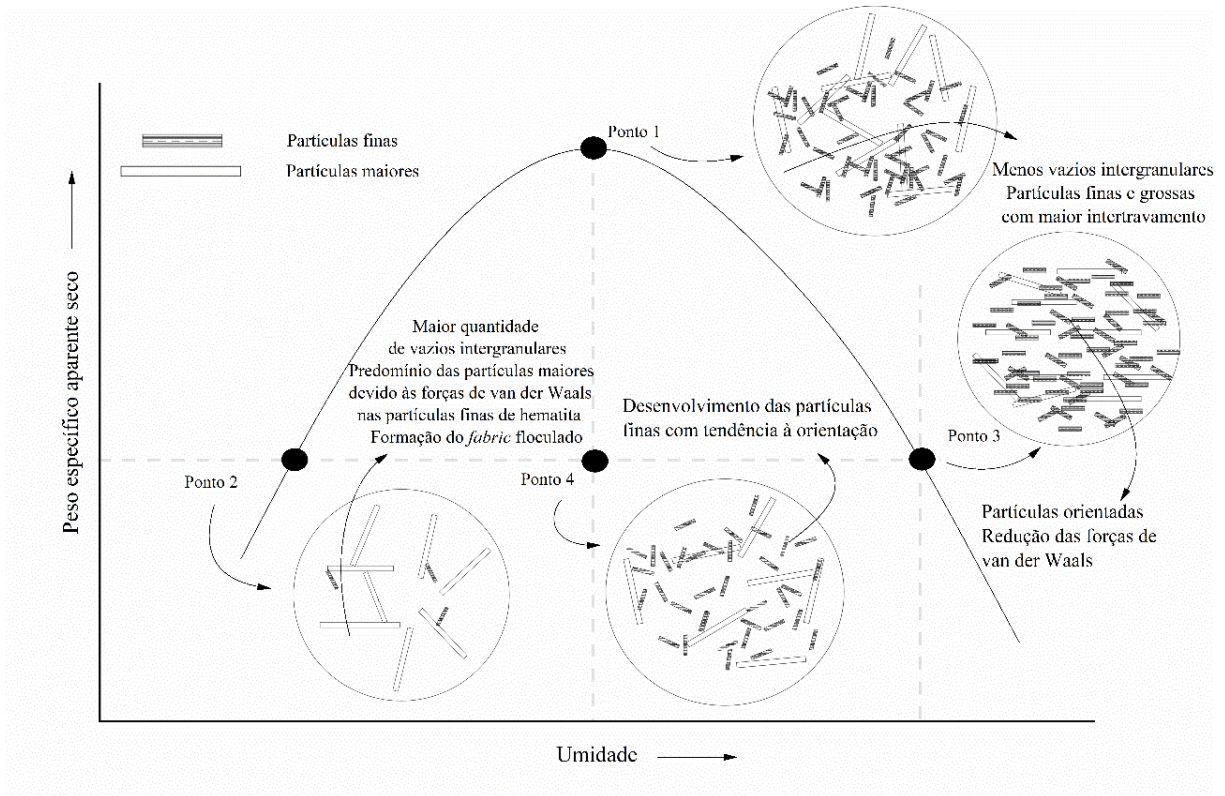 Ponto 1
Partículas finas
Partículas maiores
Menos vazios intergranulares
Partículas finas e grossas
com maior intertravamento
Peso específico aparente seco
Maior quantidade
de vazios intergranulares
Predomínio das partículas maiores
devido às forças de van der Waals
nas partículas finas de hematita
Formação do fabric floculado
Desenvolvimento das partículas
finas com tendência à orientação
Ponto 2
Ponto 4
Ponto 3
Partículas orientadas
Redução das forças de
van der Waals
Umidade